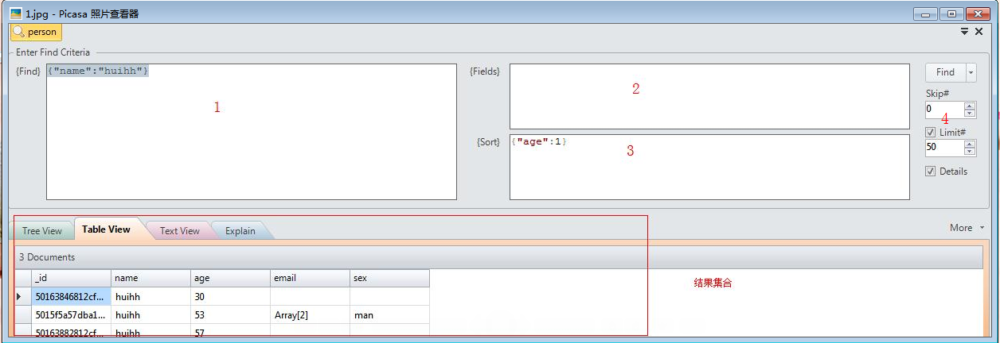 1.jpg - Picasa 照片查看器
person
Enter Find Criteria
{Find}
{"name":"huihh"}
1
{Fields}
2
{Sort}
{"age":1}
3
Find
Skip#
0
4
Limit#
50
Details
Tree View
Table View
Text View
Explain
More
3 Documents
_id name age email sex
50163846812cf... huihh 30
5015f5a57dba1... huihh 53 Array[2] man
50163882812cf... huihh 57
结果集合